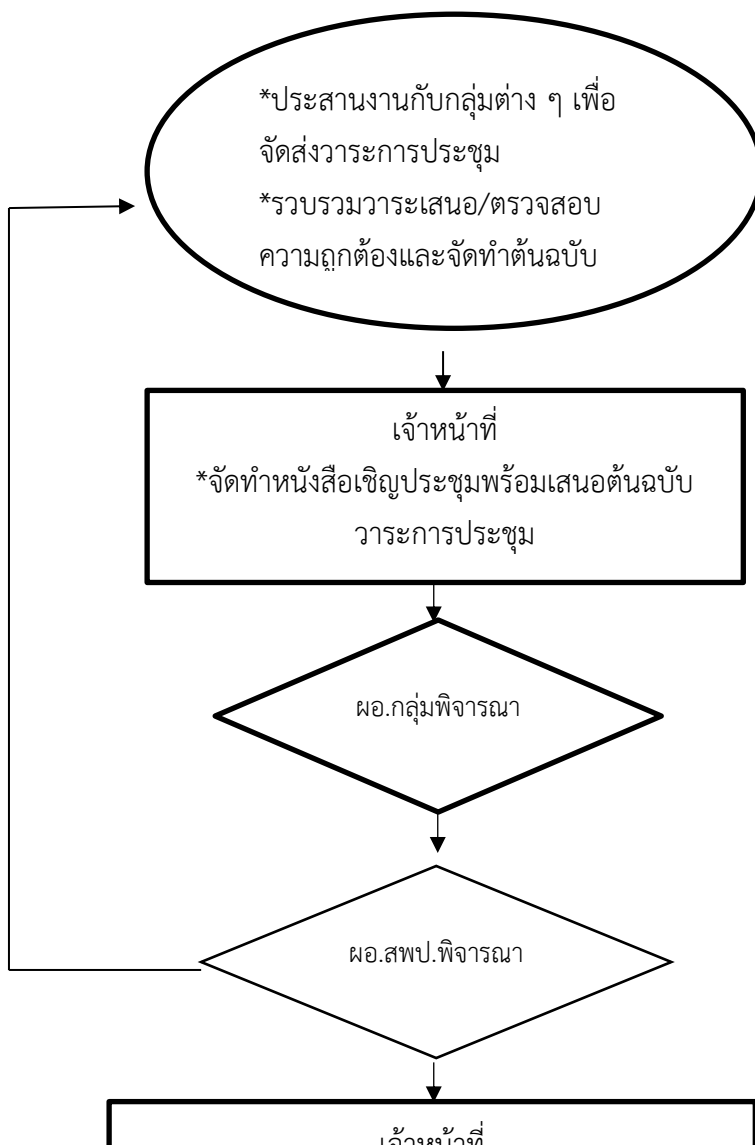 *ประสานงานกับกลุ่มต่าง ๆ เพื่อ
จัดส่งวาระการประชุม
*รวบรวมวาระเสนอ/ตรวจสอบ
ความถูกต้องและจัดทำต้นฉบับ
เจ้าหน้าที่
*จัดทำหนังสือเชิญประชุมพร้อมเสนอต้นฉบับ
วาระการประชุม
ผอ.กลุ่มพิจารณา
ผอ.สพป.พิจารณา
เจ้าหน้าที่